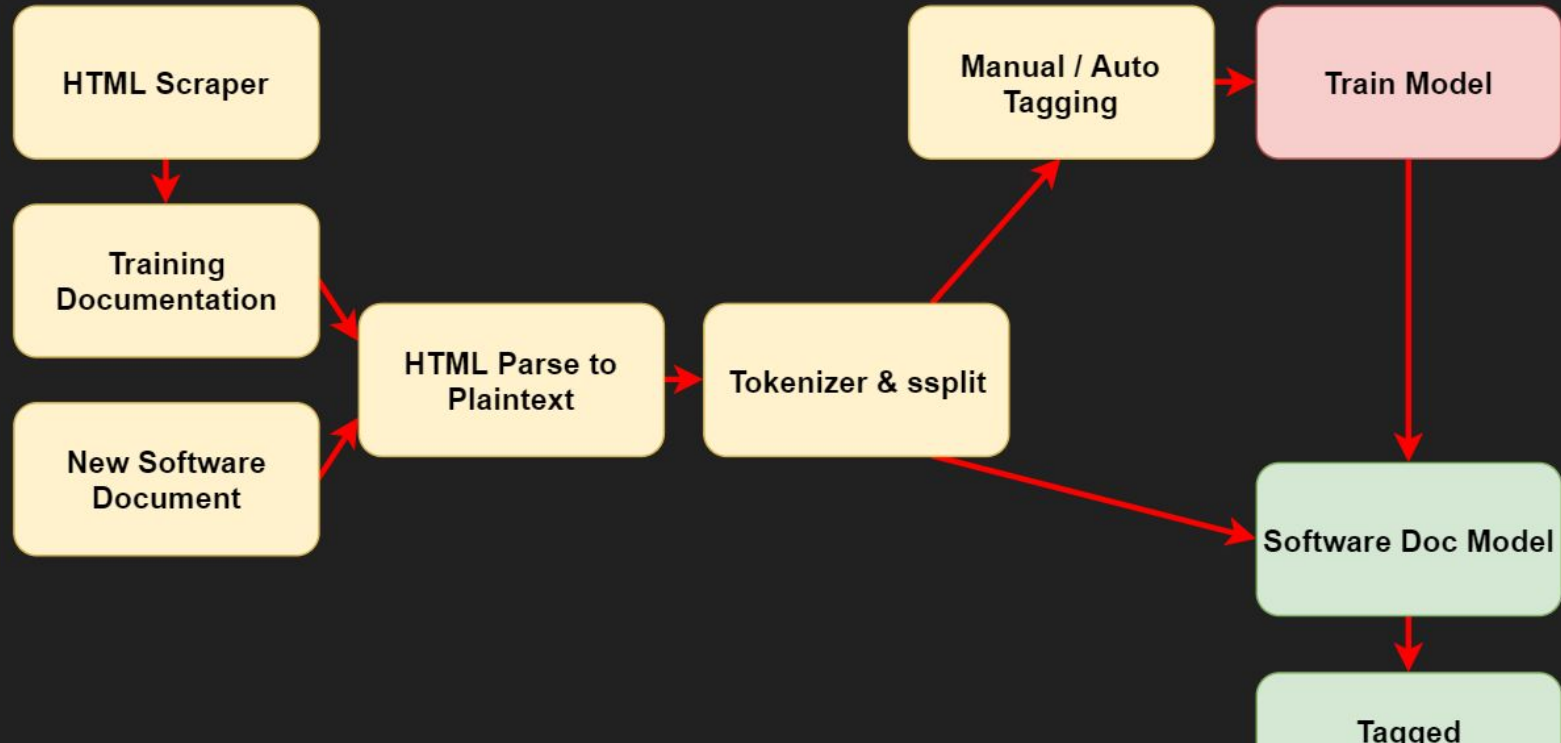 HTML Scraper
Manual / Auto
Tagging
Train Model
Training
Documentation
HTML Parse to
Plaintext
Tokenizer & ssplit
New Software
Document
Software Doc Model
Tagged